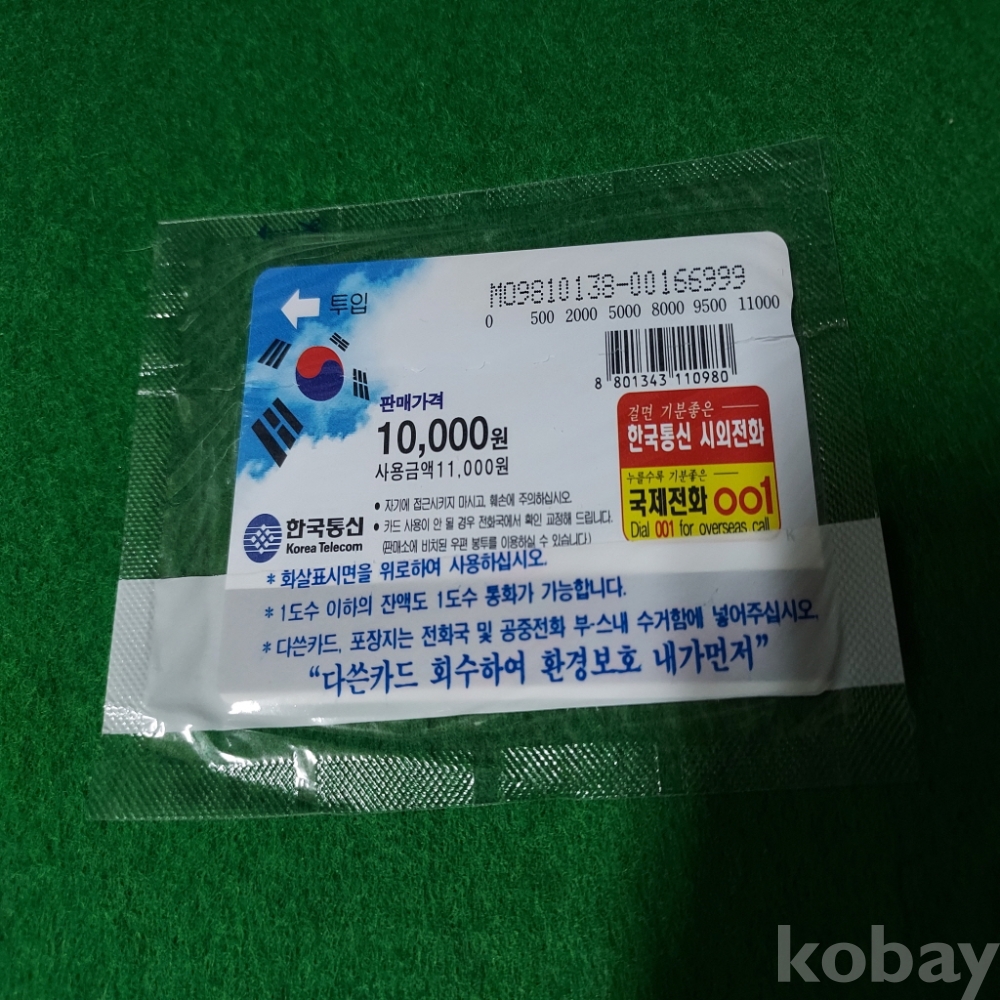 투입
MO9810138-00166999
0 500 2000 5000 8000 9500 11000
8 801343 110980
판매가격
10,000원
사용금액11,000원
걸면 기분좋은
한국통신 시외전화
누를수록 기분좋은
국제전화 001
Dial 001 for overseas call
• 자기에 접근시키지 마시고, 훼손에 주의하십시오.
• 카드 사용이 안 될 경우 전화국에서 확인 교정해 드립니다.
(판매소에 비치된 우편 봉투를 이용하실 수 있습니다.)
한국통신
Korea Telecom
K
* 화살표시면을 위로하여 사용하십시오.
* 1도수 이하의 잔액도 1도수 통화가 가능합니다.
* 다쓴카드, 포장지는 전화국 및 공중전화 부·스내 수거함에 넣어주십시오.
“다쓴카드 회수하여 환경보호 내가먼저”
kobay